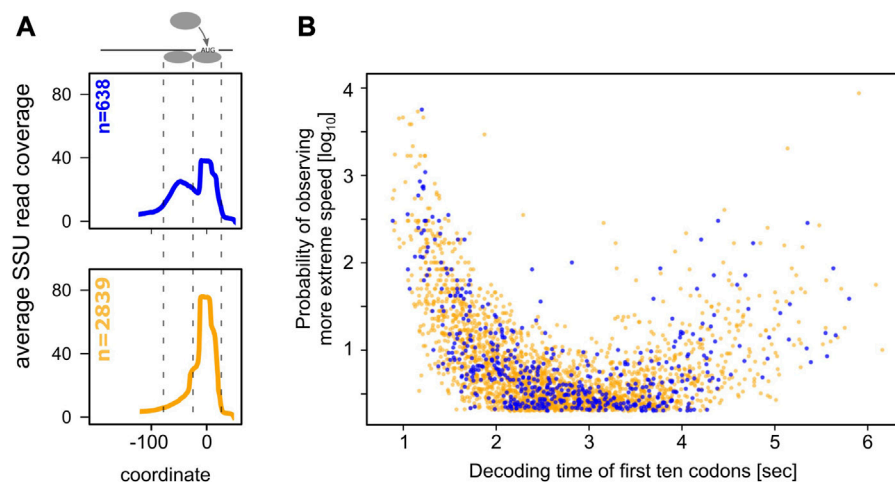 A
AUG
average SSU read coverage
n=638
80
40
0
n=2839
80
40
0
-100 0
coordinate
B
Probability of observing
more extreme speed [log₁₀]
4
3
2
1
1 2 3 4 5 6
Decoding time of first ten codons [sec]